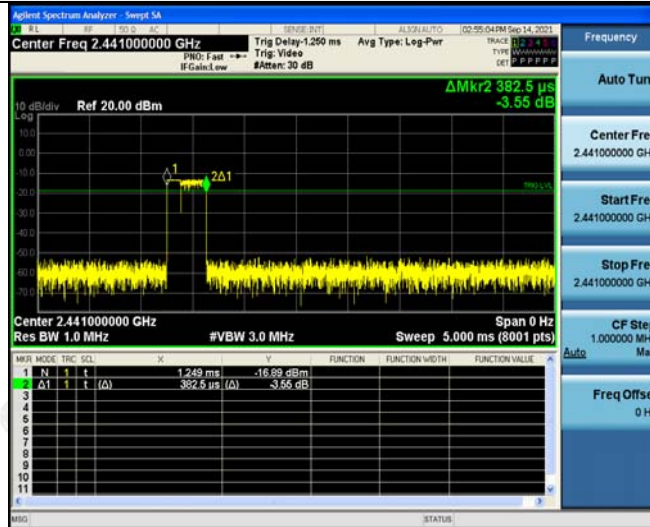 Agilent Spectrum Analyzer - Swept SA
RL RF 50 Ω AC SENSE:INT ALIGN AUTO 02:55:04 PM Sep 14, 2021
Center Freq 2.441000000 GHz
PNO: Fast
IFGain:Low
Trig Delay-1.250 ms
Trig: Video
#Atten: 30 dB
Avg Type: Log-Pwr
TRACE 1 2 3 4 5 6
TYPE
DET P P P P P P
ΔMkr2 382.5 µs
-3.55 dB
10 dB/div Ref 20.00 dBm
Log
10.0
0.00
-10.0
-20.0
-30.0
-40.0
-50.0
-60.0
-70.0
1
2Δ1
TRIG LVL
Center 2.441000000 GHz Span 0 Hz
Res BW 1.0 MHz #VBW 3.0 MHz Sweep 5.000 ms (8001 pts)
MKR MODE TRC SCL X Y FUNCTION FUNCTION WIDTH FUNCTION VALUE
1 N 1 t 1.249 ms -16.89 dBm
2 Δ1 1 t (Δ) 382.5 µs (Δ) -3.55 dB
3
4
5
6
7
8
9
10
11
MSG STATUS
Frequency
Auto Tun
Center Fre
2.441000000 GH
Start Fre
2.441000000 GH
Stop Fre
2.441000000 GH
CF Ste
1.000000 MH
Auto Ma
Freq Offse
0 H